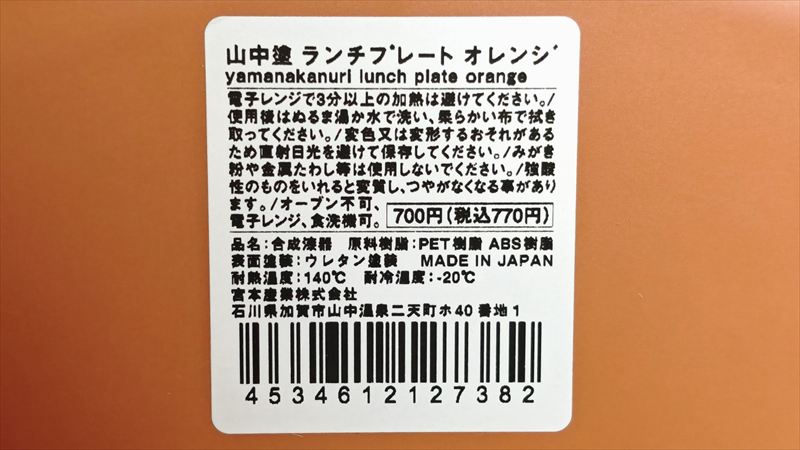 山中塗 ランチプレート オレンジ
yamanakanuri lunch plate orange
電子レンジで3分以上の加熱は避けてください。/
使用後はぬるま湯か水で洗い、柔らかい布で拭き
取ってください。/変色又は変形するおそれがある
ため直射日光を避けて保存してください。/みがき
粉や金属たわし等は使用しないでください。/強酸
性のものをいれると変質し、つやがなくなる事があり
ます。/オーブン不可、
電子レンジ、食洗機可。 700円(税込770円)
品名:合成漆器 原料樹脂:PET樹脂 ABS樹脂
表面塗装:ウレタン塗装 MADE IN JAPAN
耐熱温度:140℃ 耐冷温度:-20℃
宮本産業株式会社
石川県加賀市山中温泉二天町ホ40番地1
4534612127382